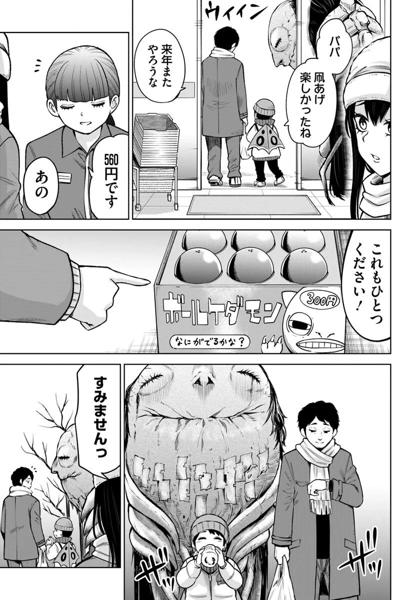 ウィィィン
パパ
凧あげ
楽しかったね
来年また
やろうな
560円です
あの
これもひとつ
ください!
300円
ボールケダモン
なにがでるかな?
すみませんっ
ザッ
ザッ